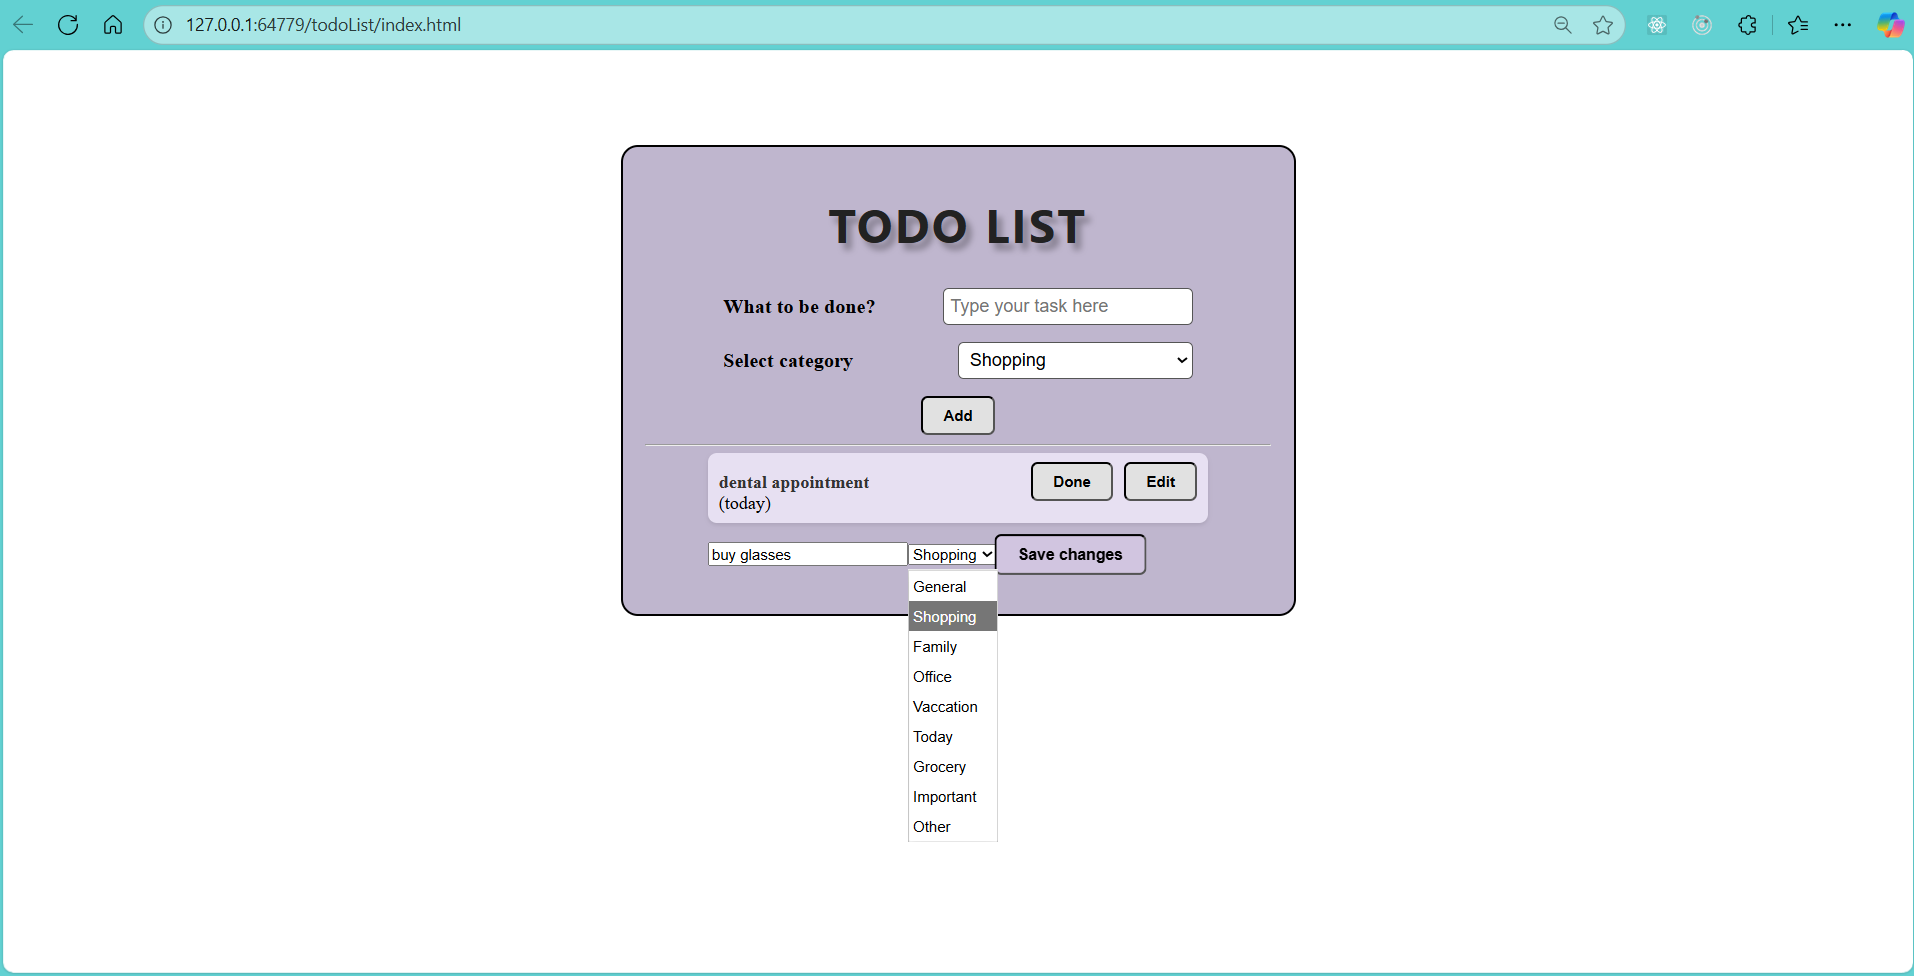 127.0.0.1:64779/todoList/index.html
TODO LIST
What to be done? Type your task here
Select category Shopping
Add
dental appointment Done Edit
(today)
buy glasses Shopping Save changes
General
Shopping
Family
Office
Vaccation
Today
Grocery
Important
Other